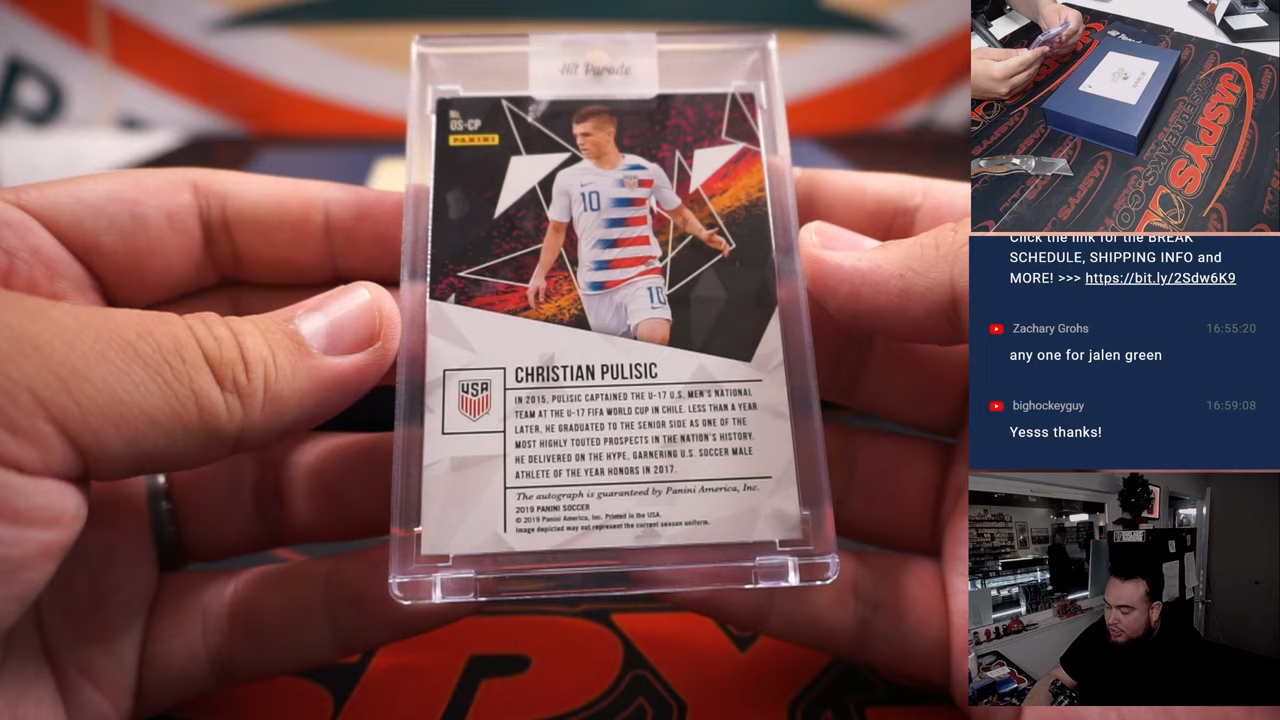 Hit Parade
No.
GS-CP
PANINI
10
10
CHRISTIAN PULISIC
USA
IN 2015, PULISIC CAPTAINED THE U-17 U.S. MEN'S NATIONAL
TEAM AT THE U-17 FIFA WORLD CUP IN CHILE. LESS THAN A YEAR
LATER, HE GRADUATED TO THE SENIOR SIDE AS ONE OF THE
MOST HIGHLY TOUTED PROSPECTS IN THE NATION'S HISTORY.
HE DELIVERED ON THE HYPE, GARNERING U.S. SOCCER MALE
ATHLETE OF THE YEAR HONORS IN 2017.
The autograph is guaranteed by Panini America, Inc.
2019 PANINI SOCCER
© 2019 Panini America, Inc. Printed in the USA.
Image depicted may not represent the current season uniform.
JASPYS
Click the link for the BREAK
SCHEDULE, SHIPPING INFO and
MORE! >>> https://bit.ly/2Sdw6K9
Zachary Grohs 16:55:20
any one for jalen green
bighockeyguy 16:59:08
Yesss thanks!